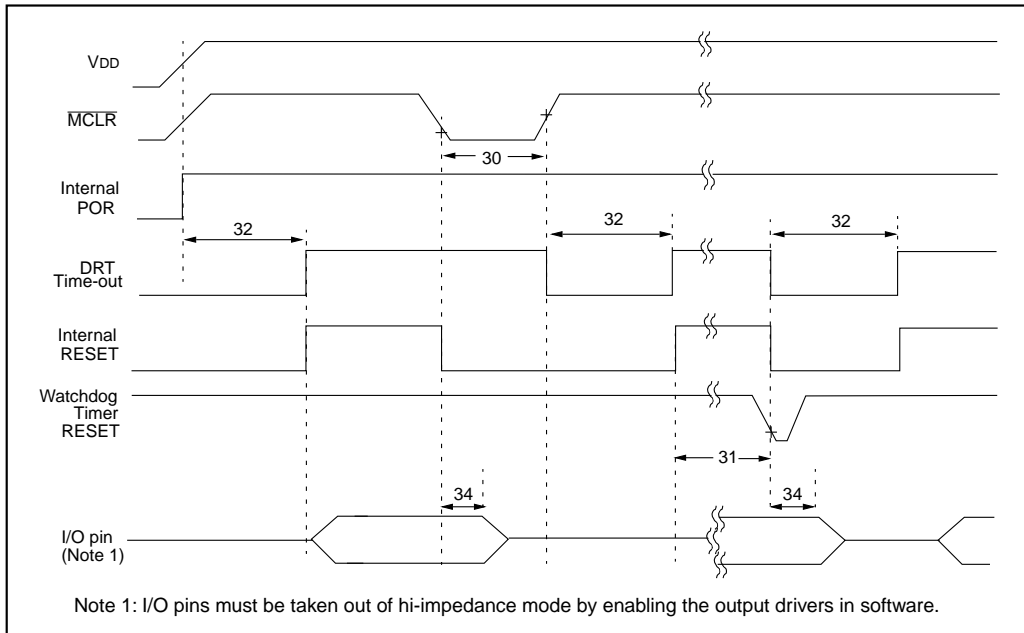 VDD
MCLR
30
Internal
POR
32
32
32
DRT
Time-out
Internal
RESET
Watchdog
Timer
RESET
31
34
34
I/O pin
(Note 1)
Note 1: I/O pins must be taken out of hi-impedance mode by enabling the output drivers in software.